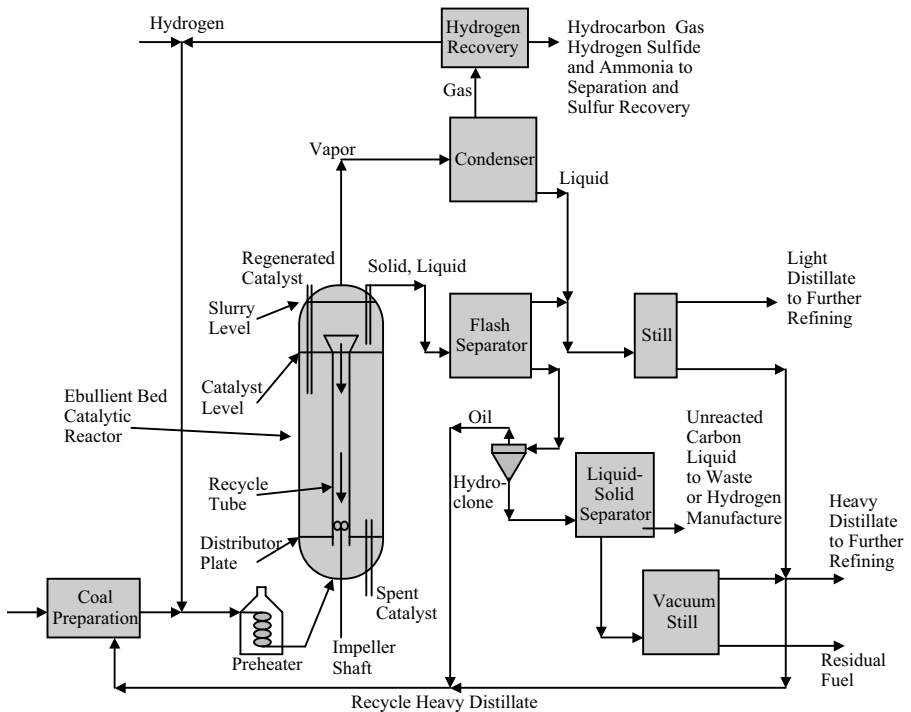 Hydrogen
Hydrogen
Recovery
Hydrocarbon Gas
Hydrogen Sulfide
and Ammonia to
Separation and
Sulfur Recovery
Gas
Vapor
Condenser
Liquid
Regenerated
Catalyst
Solid, Liquid
Slurry
Level
Flash
Separator
Still
Light
Distillate
to Further
Refining
Catalyst
Level
Ebullient Bed
Catalytic
Reactor
Oil
Hydro-
clone
Liquid-
Solid
Separator
Unreacted
Carbon
Liquid
to Waste
or Hydrogen
Manufacture
Recycle
Tube
Distributor
Plate
Heavy
Distillate
to Further
Refining
Coal
Preparation
Preheater
Spent
Catalyst
Impeller
Shaft
Vacuum
Still
Residual
Fuel
Recycle Heavy Distillate